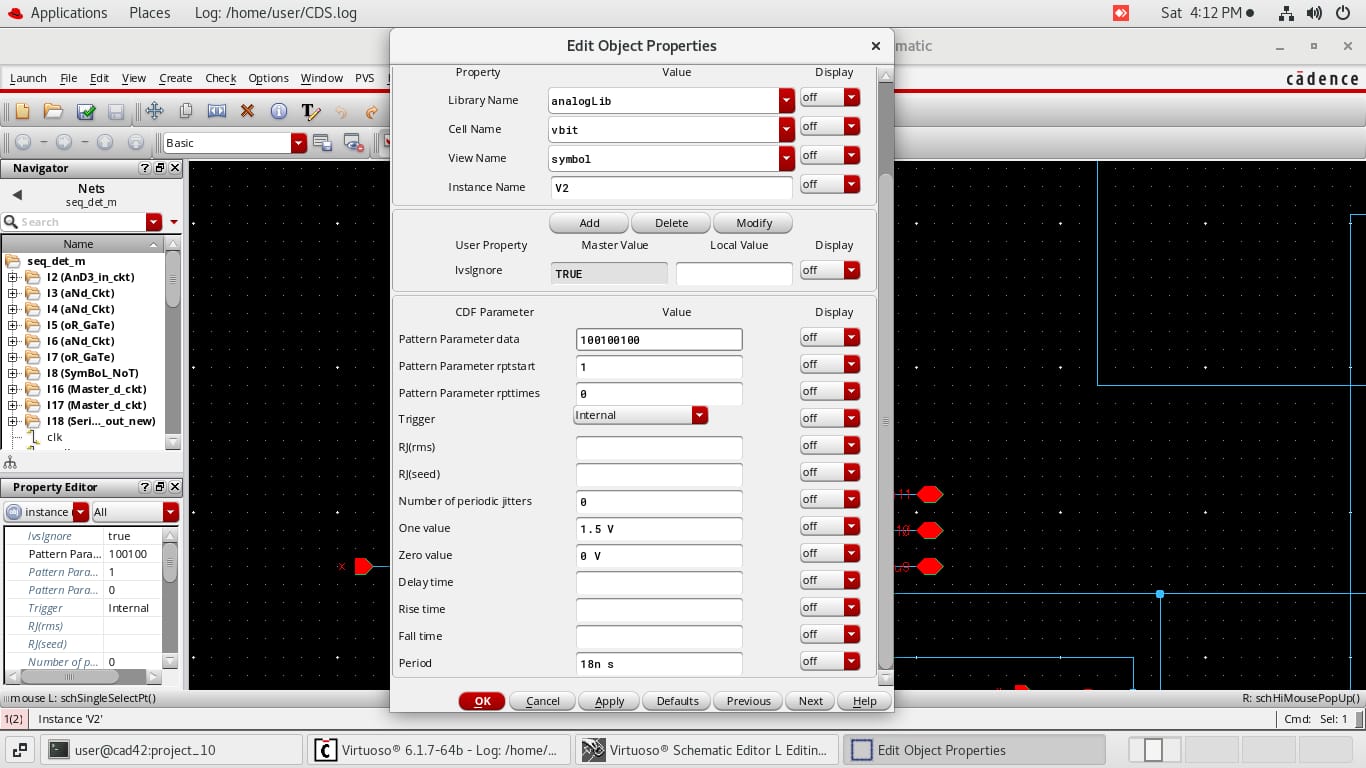 Applications Places Log: /home/user/CDS.log Sat 4:12 PM
Edit Object Properties
matic
Launch File Edit View Create Check Options Window PVS
cādence
Basic
Navigator
Nets
seq_det_m
Search
Name
seq_det_m
I2 (AnD3_in_ckt)
I3 (aNd_Ckt)
I4 (aNd_Ckt)
I5 (oR_GaTe)
I6 (aNd_Ckt)
I7 (oR_GaTe)
I8 (SymBoL_NoT)
I16 (Master_d_ckt)
I17 (Master_d_ckt)
I18 (Seri..._out_new)
clk
Property Editor
instance All
lvsIgnore true
Pattern Para... 100100
Pattern Para... 1
Pattern Para... 0
Trigger Internal
RJ(rms)
RJ(seed)
Number of p... 0
Property Value Display
Library Name analogLib off
Cell Name vbit off
View Name symbol off
Instance Name V2 off
Add Delete Modify
User Property Master Value Local Value Display
lvsIgnore TRUE off
CDF Parameter Value Display
Pattern Parameter data 100100100 off
Pattern Parameter rptstart 1 off
Pattern Parameter rpttimes 0 off
Trigger Internal off
RJ(rms) off
RJ(seed) off
Number of periodic jitters 0 off
One value 1.5 V off
Zero value 0 V off
Delay time off
Rise time off
Fall time off
Period 18n s off
OK Cancel Apply Defaults Previous Next Help
x
mouse L: schSingleSelectPt() R: schHiMousePopUp()
1(2) Instance 'V2' Cmd: Sel: 1
user@cad42:project_10 Virtuoso® 6.1.7-64b - Log: /home/... Virtuoso® Schematic Editor L Editin... Edit Object Properties